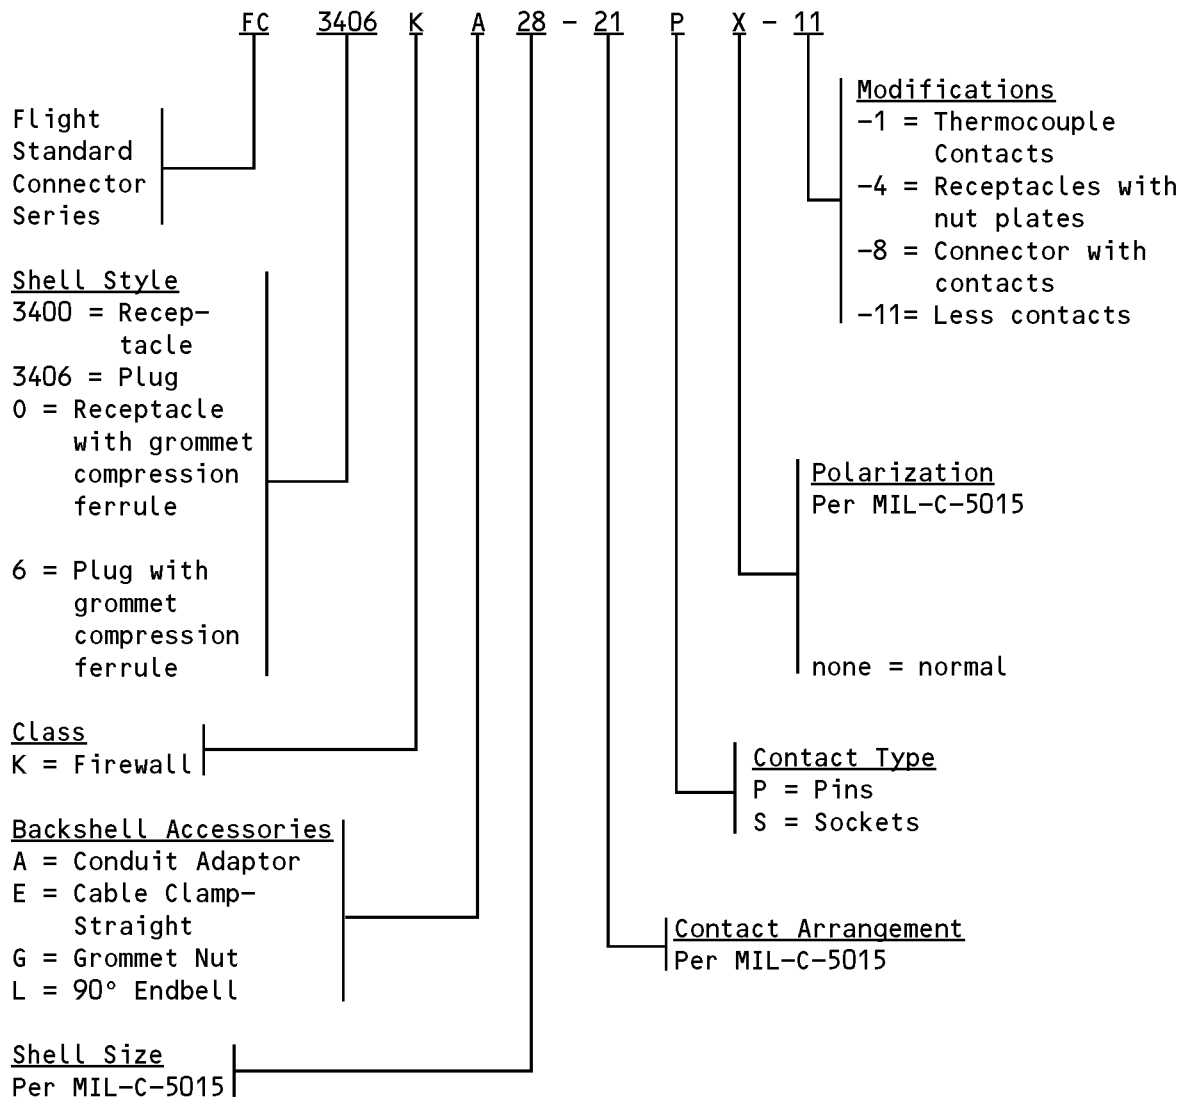 FC 3406 K A 28 - 21 P X - 11
Flight
Standard
Connector
Series
Shell Style
3400 = Recep-
tacle
3406 = Plug
0 = Receptacle
with grommet
compression
ferrule
6 = Plug with
grommet
compression
ferrule
Class
K = Firewall
Backshell Accessories
A = Conduit Adaptor
E = Cable Clamp-
Straight
G = Grommet Nut
L = 90° Endbell
Shell Size
Per MIL-C-5015
Modifications
-1 = Thermocouple
Contacts
-4 = Receptacles with
nut plates
-8 = Connector with
contacts
-11= Less contacts
Polarization
Per MIL-C-5015
none = normal
Contact Type
P = Pins
S = Sockets
Contact Arrangement
Per MIL-C-5015